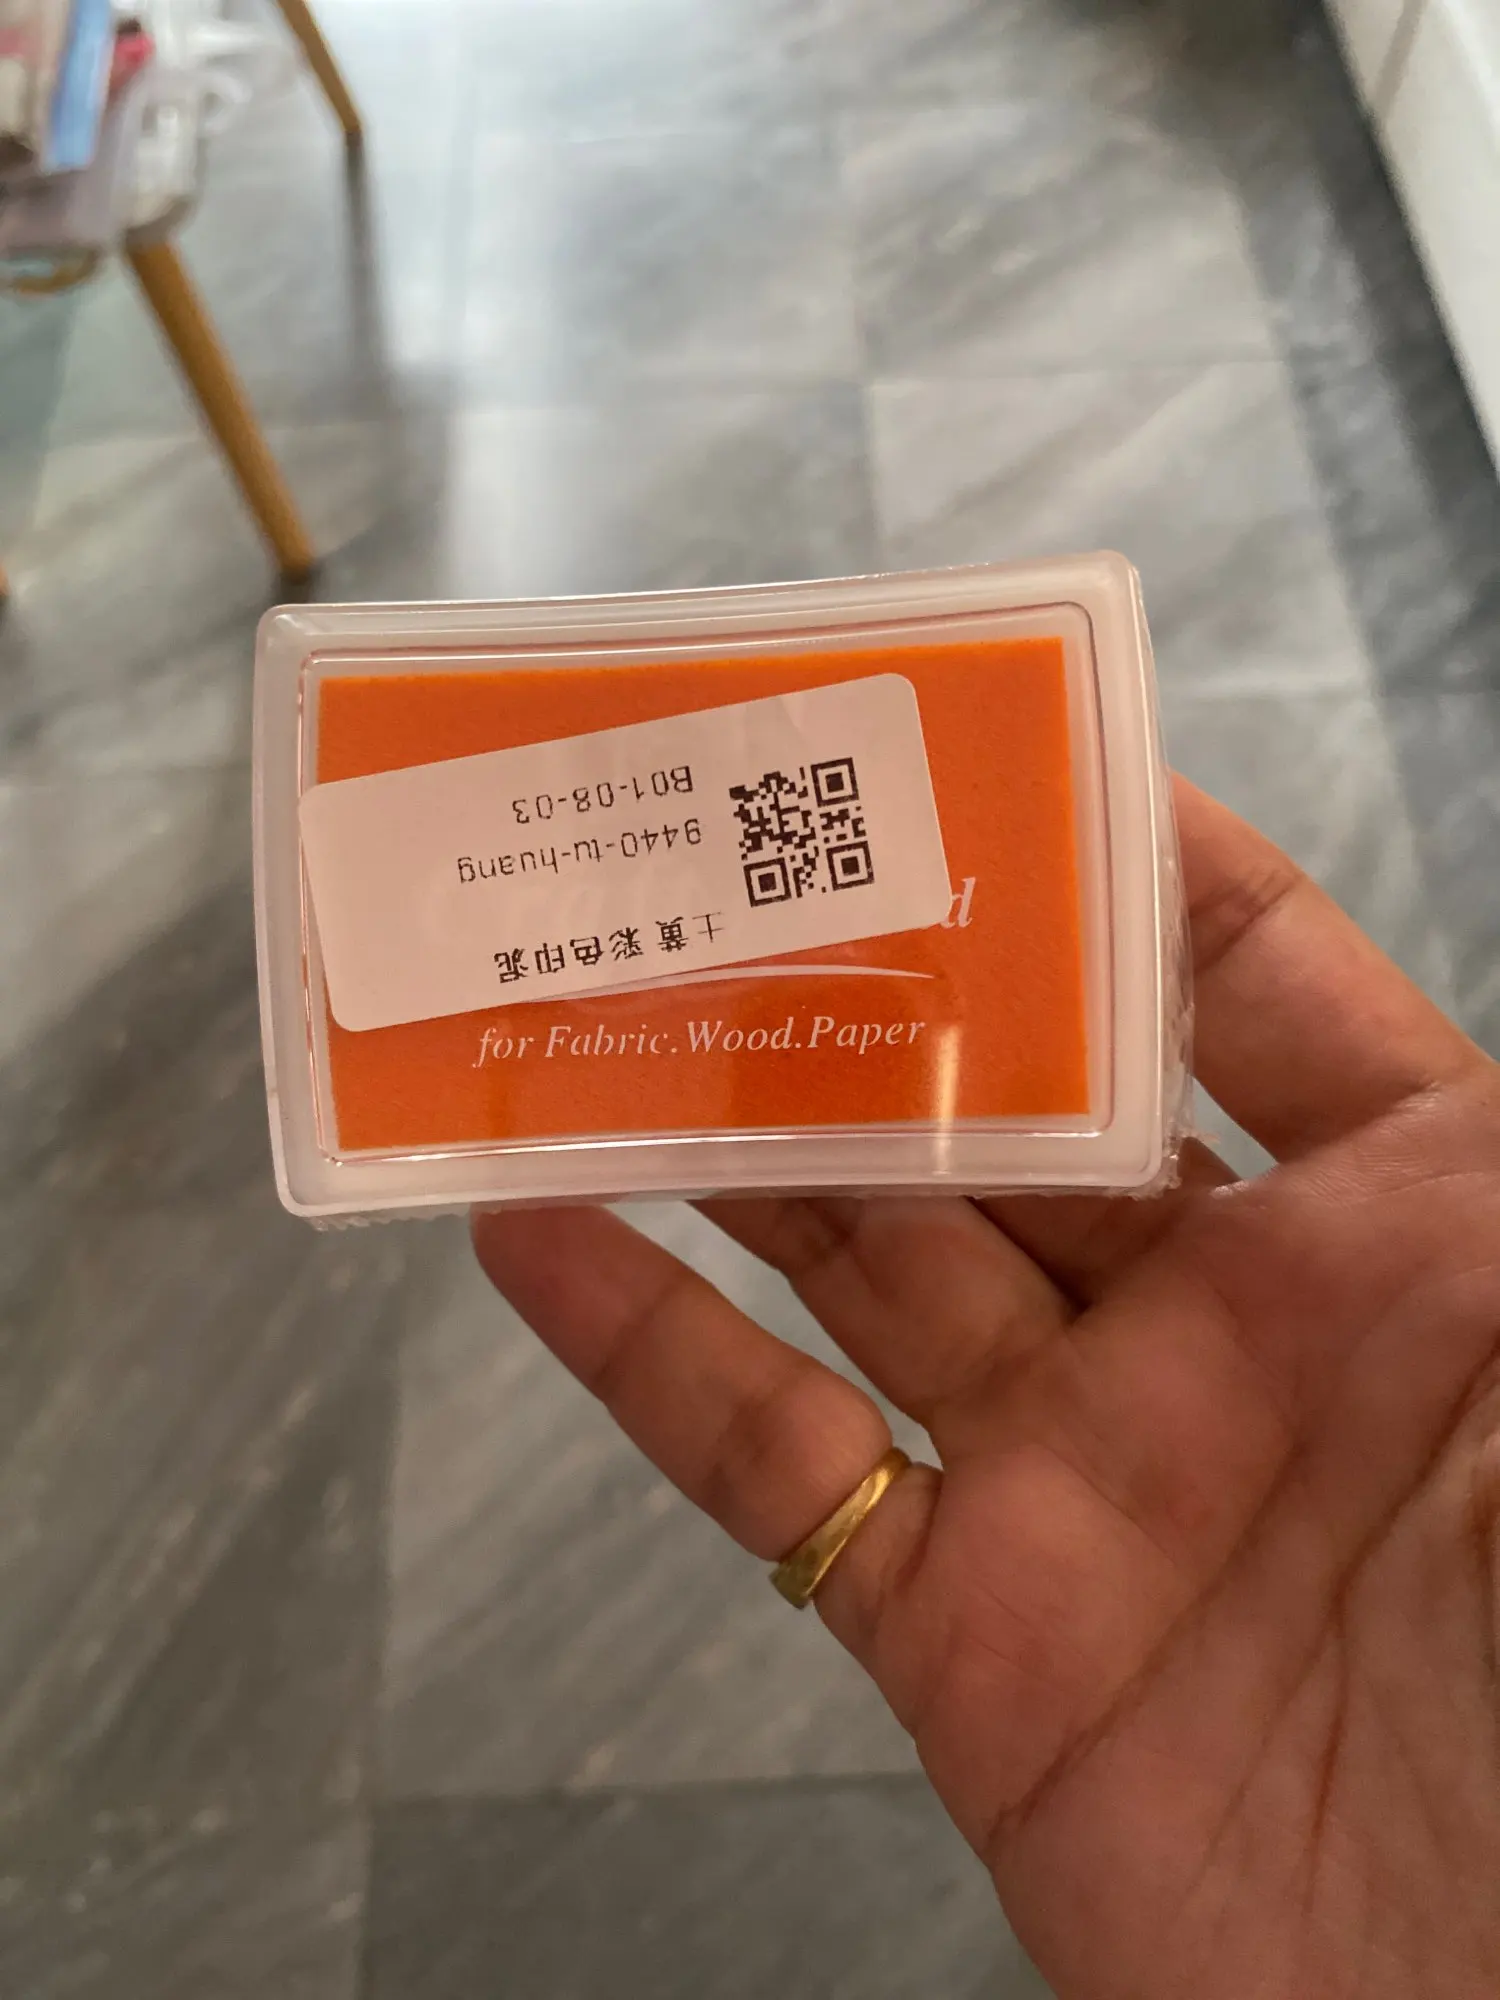 B01-08-03
9440-tu-huang
土黄彩色印泥
for Fabric.Wood.Paper